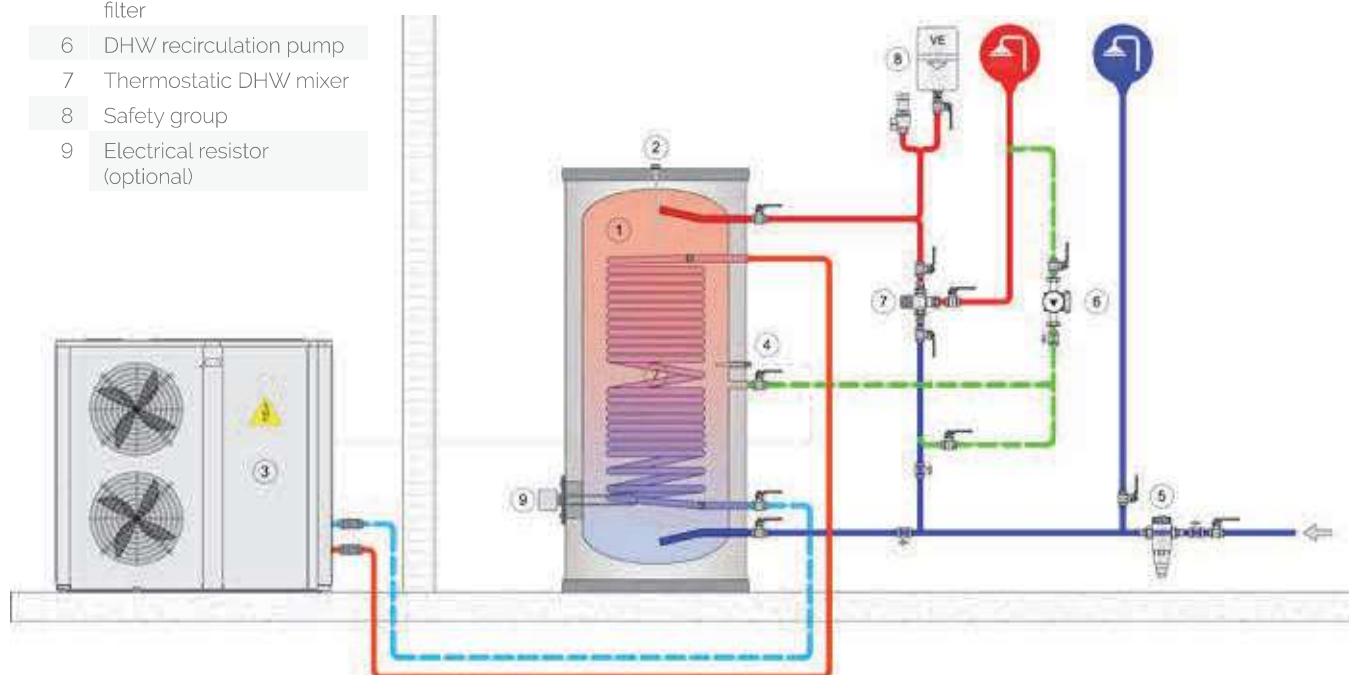 filter
6 DHW recirculation pump
7 Thermostatic DHW mixer
8 Safety group
9 Electrical resistor
(optional)
VE
8
2
1
7
6
4
3
9
5